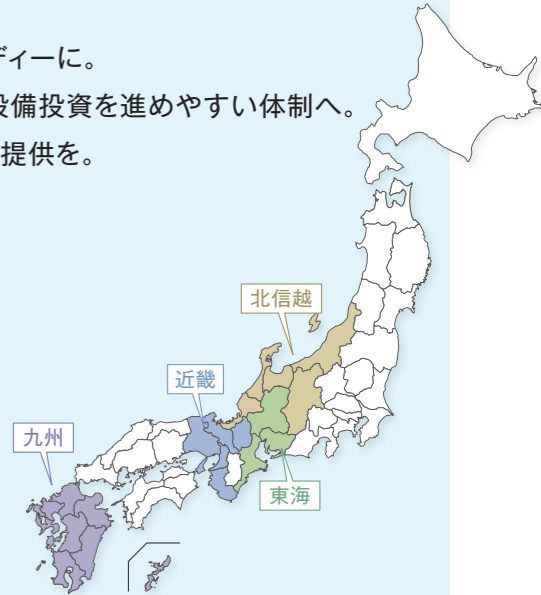 ディーに。
設備投資を進めやすい体制へ。
提供を。
北信越
近畿
九州
東海